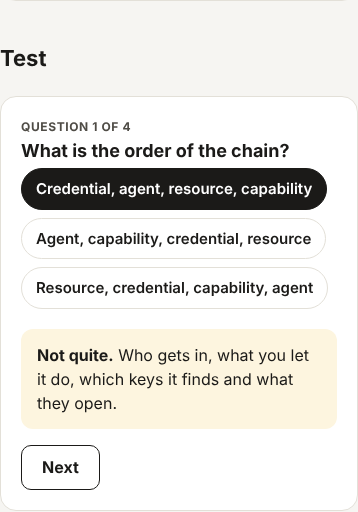 Test
QUESTION 1 OF 4
What is the order of the chain?
Credential, agent, resource, capability
Agent, capability, credential, resource
Resource, credential, capability, agent
Not quite. Who gets in, what you let
it do, which keys it finds and what
they open.
Next